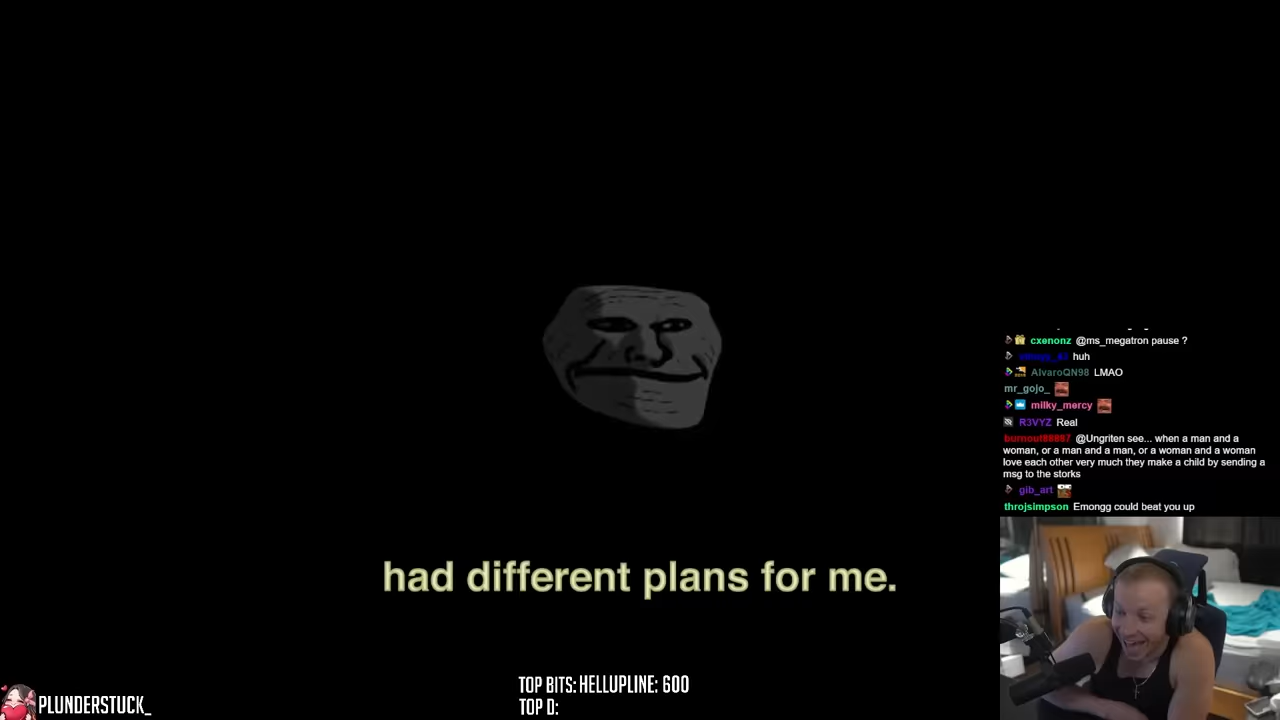 cxenonz @ms_megatron pause ?
huh
AlvaroQN98 LMAO
mr_gojo_
milky_mercy
R3VYZ Real
@Ungriten see... when a man and a
woman, or a man and a man, or a woman and a woman
love each other very much they make a child by sending a
msg to the storks
gib_art
throjsimpson Emongg could beat you up
had different plans for me.
TOP BITS: HELLUPLINE: 600
TOP D:
PLUNDERSTUCK_